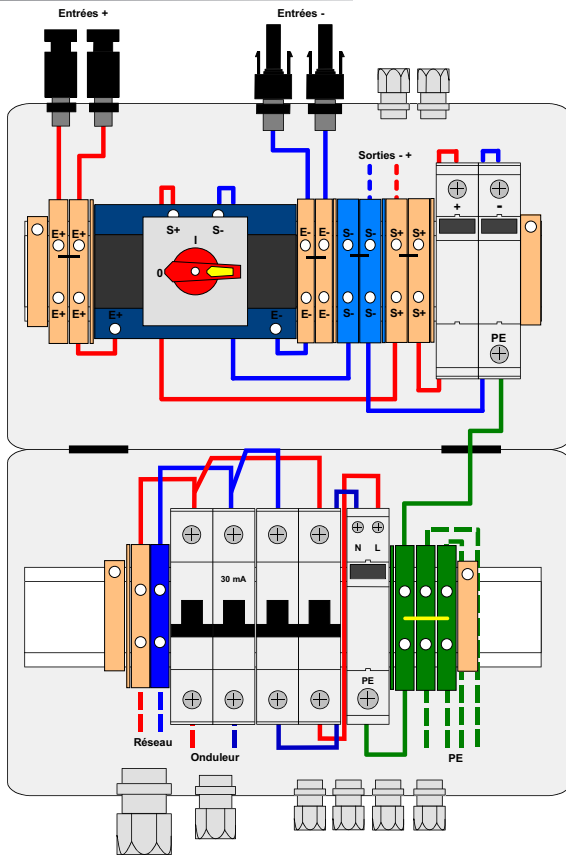 Entrées +
Entrées -
Sorties - +
S+ S-
I
0
+ -
E+ E+ E- E- S- S- S+ S+
E+ E+ E+ E- E- E- S- S- S+ S+
PE
30 mA
N L
PE
Réseau
Onduleur
PE